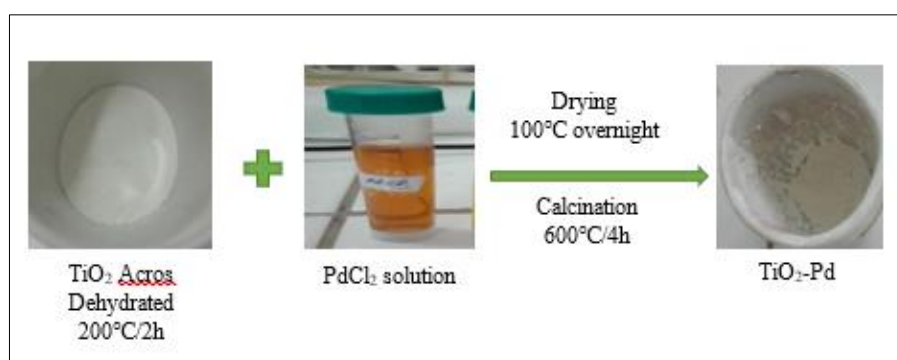 Drying
100°C overnight
Calcination
600°C/4h
TiO₂ Acros
Dehydrated
200°C/2h
PdCl₂ solution
TiO₂-Pd